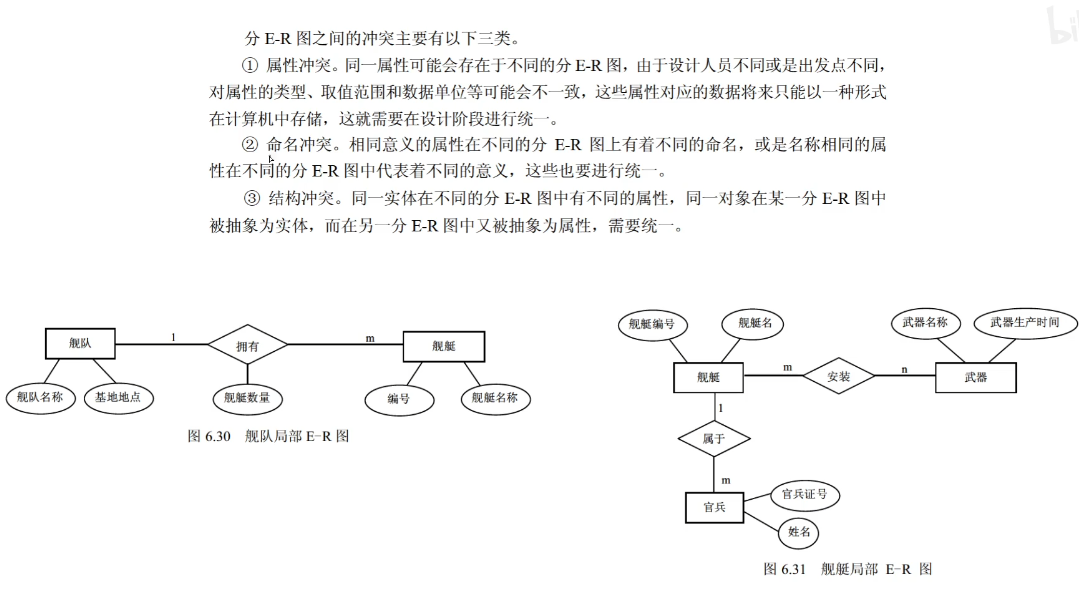 分 E-R 图之间的冲突主要有以下三类。
① 属性冲突。同一属性可能会存在于不同的分 E-R 图，由于设计人员不同或是出发点不同，
对属性的类型、取值范围和数据单位等可能会不一致，这些属性对应的数据将来只能以一种形式
在计算机中存储，这就需要在设计阶段进行统一。
② 命名冲突。相同意义的属性在不同的分 E-R 图上有着不同的命名，或是名称相同的属
性在不同的分 E-R 图中代表着不同的意义，这些也要进行统一。
③ 结构冲突。同一实体在不同的分 E-R 图中有不同的属性，同一对象在某一分 E-R 图中
被抽象为实体，而在另一分 E-R 图中又被抽象为属性，需要统一。
舰队 1 拥有 m 舰艇
舰队名称 基地地点 舰艇数量 编号 舰艇名称
图 6.30 舰队局部 E-R 图
舰艇编号 舰艇名 武器名称 武器生产时间
舰艇 m 安装 n 武器
1
属于
m
官兵 官兵证号
姓名
图 6.31 舰艇局部 E-R 图